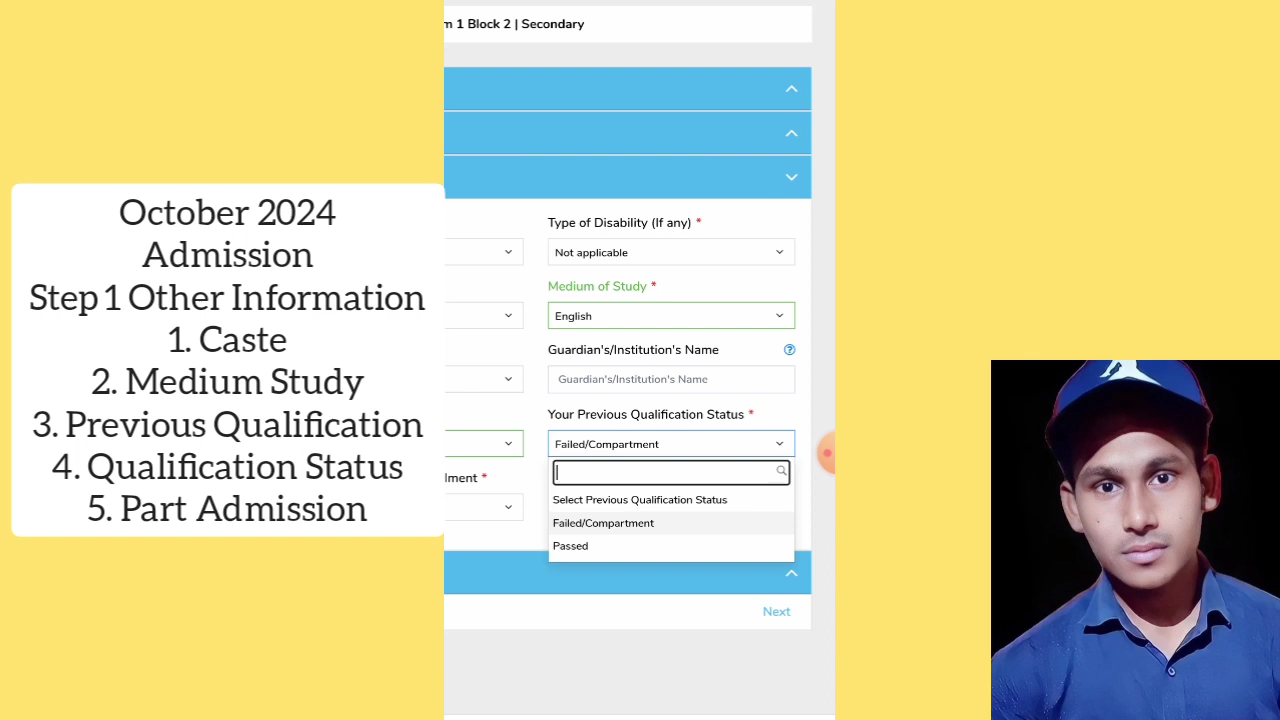 m 1 Block 2 | Secondary
October 2024
Admission
Step 1 Other Information
1. Caste
2. Medium Study
3. Previous Qualification
4. Qualification Status
5. Part Admission
Type of Disability (If any) *
Not applicable
Medium of Study *
English
Guardian's/Institution's Name
Guardian's/Institution's Name
Your Previous Qualification Status *
Failed/Compartment
lment *
Select Previous Qualification Status
Failed/Compartment
Passed
Next